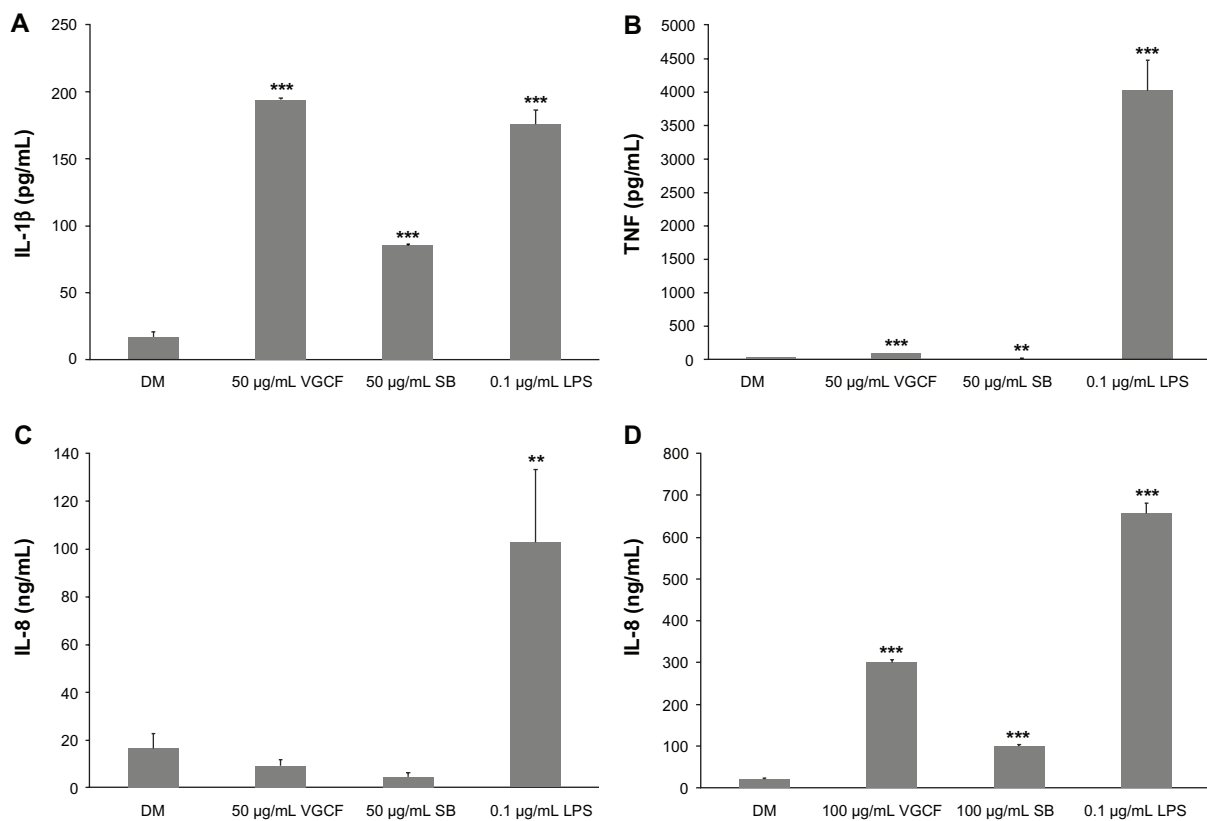 A
IL-1β (pg/mL)
250
200
150
100
50
0
***
***
***
DM
50 µg/mL VGCF
50 µg/mL SB
0.1 µg/mL LPS
B
TNF (pg/mL)
5000
4500
4000
3500
3000
2500
2000
1500
1000
500
0
***
**
***
DM
50 µg/mL VGCF
50 µg/mL SB
0.1 µg/mL LPS
C
IL-8 (ng/mL)
140
120
100
80
60
40
20
0
**
DM
50 µg/mL VGCF
50 µg/mL SB
0.1 µg/mL LPS
D
IL-8 (ng/mL)
800
700
600
500
400
300
200
100
0
***
***
***
DM
100 µg/mL VGCF
100 µg/mL SB
0.1 µg/mL LPS